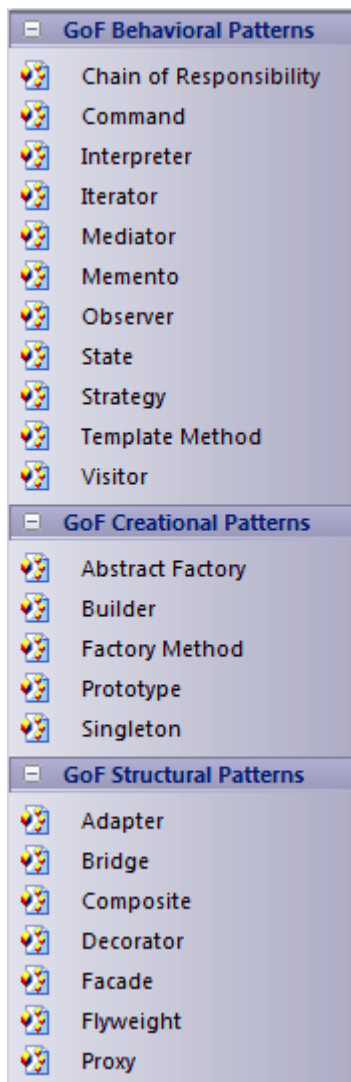 GoF Behavioral Patterns
Chain of Responsibility
Command
Interpreter
Iterator
Mediator
Memento
Observer
State
Strategy
Template Method
Visitor
GoF Creational Patterns
Abstract Factory
Builder
Factory Method
Prototype
Singleton
GoF Structural Patterns
Adapter
Bridge
Composite
Decorator
Facade
Flyweight
Proxy